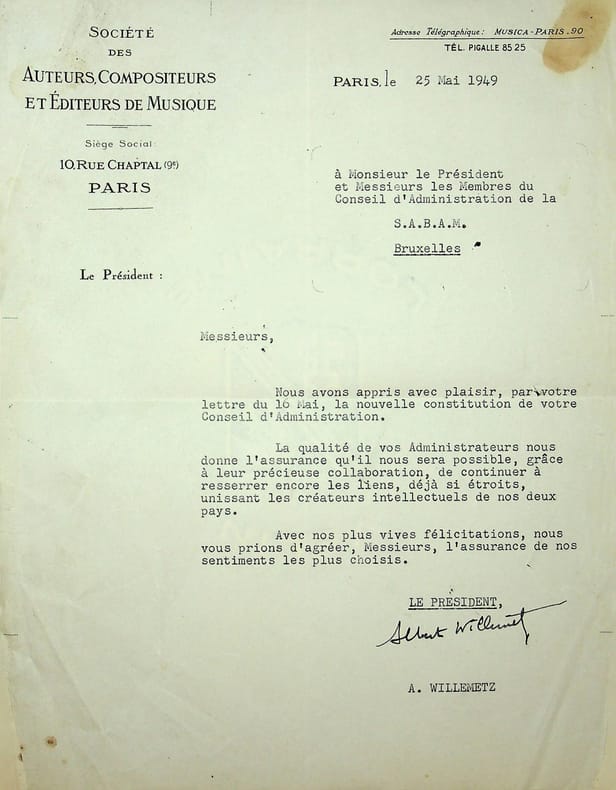 SOCIÉTÉ
DES
AUTEURS, COMPOSITEURS
ET ÉDITEURS DE MUSIQUE
Siège Social:
10, RUE CHAPTAL (9e)
PARIS
Le Président :
Adresse Télégraphique: MUSICA-PARIS.90
TÉL. PIGALLE 85 25
PARIS, le 25 Mai 1949
à Monsieur le Président
et Messieurs les Membres du
Conseil d'Administration de la
S.A.B.A.M.
Bruxelles
Messieurs,
Nous avons appris avec plaisir, par votre
lettre du 16 Mai, la nouvelle constitution de votre
Conseil d'Administration.
La qualité de vos Administrateurs nous
donne l'assurance qu'il nous sera possible, grâce
à leur précieuse collaboration, de continuer à
resserrer encore les liens, déjà si étroits,
unissant les créateurs intellectuels de nos deux
pays.
Avec nos plus vives félicitations, nous
vous prions d'agréer, Messieurs, l'assurance de nos
sentiments les plus choisis.
LE PRÉSIDENT,
Albert Willemetz
A. WILLEMETZ